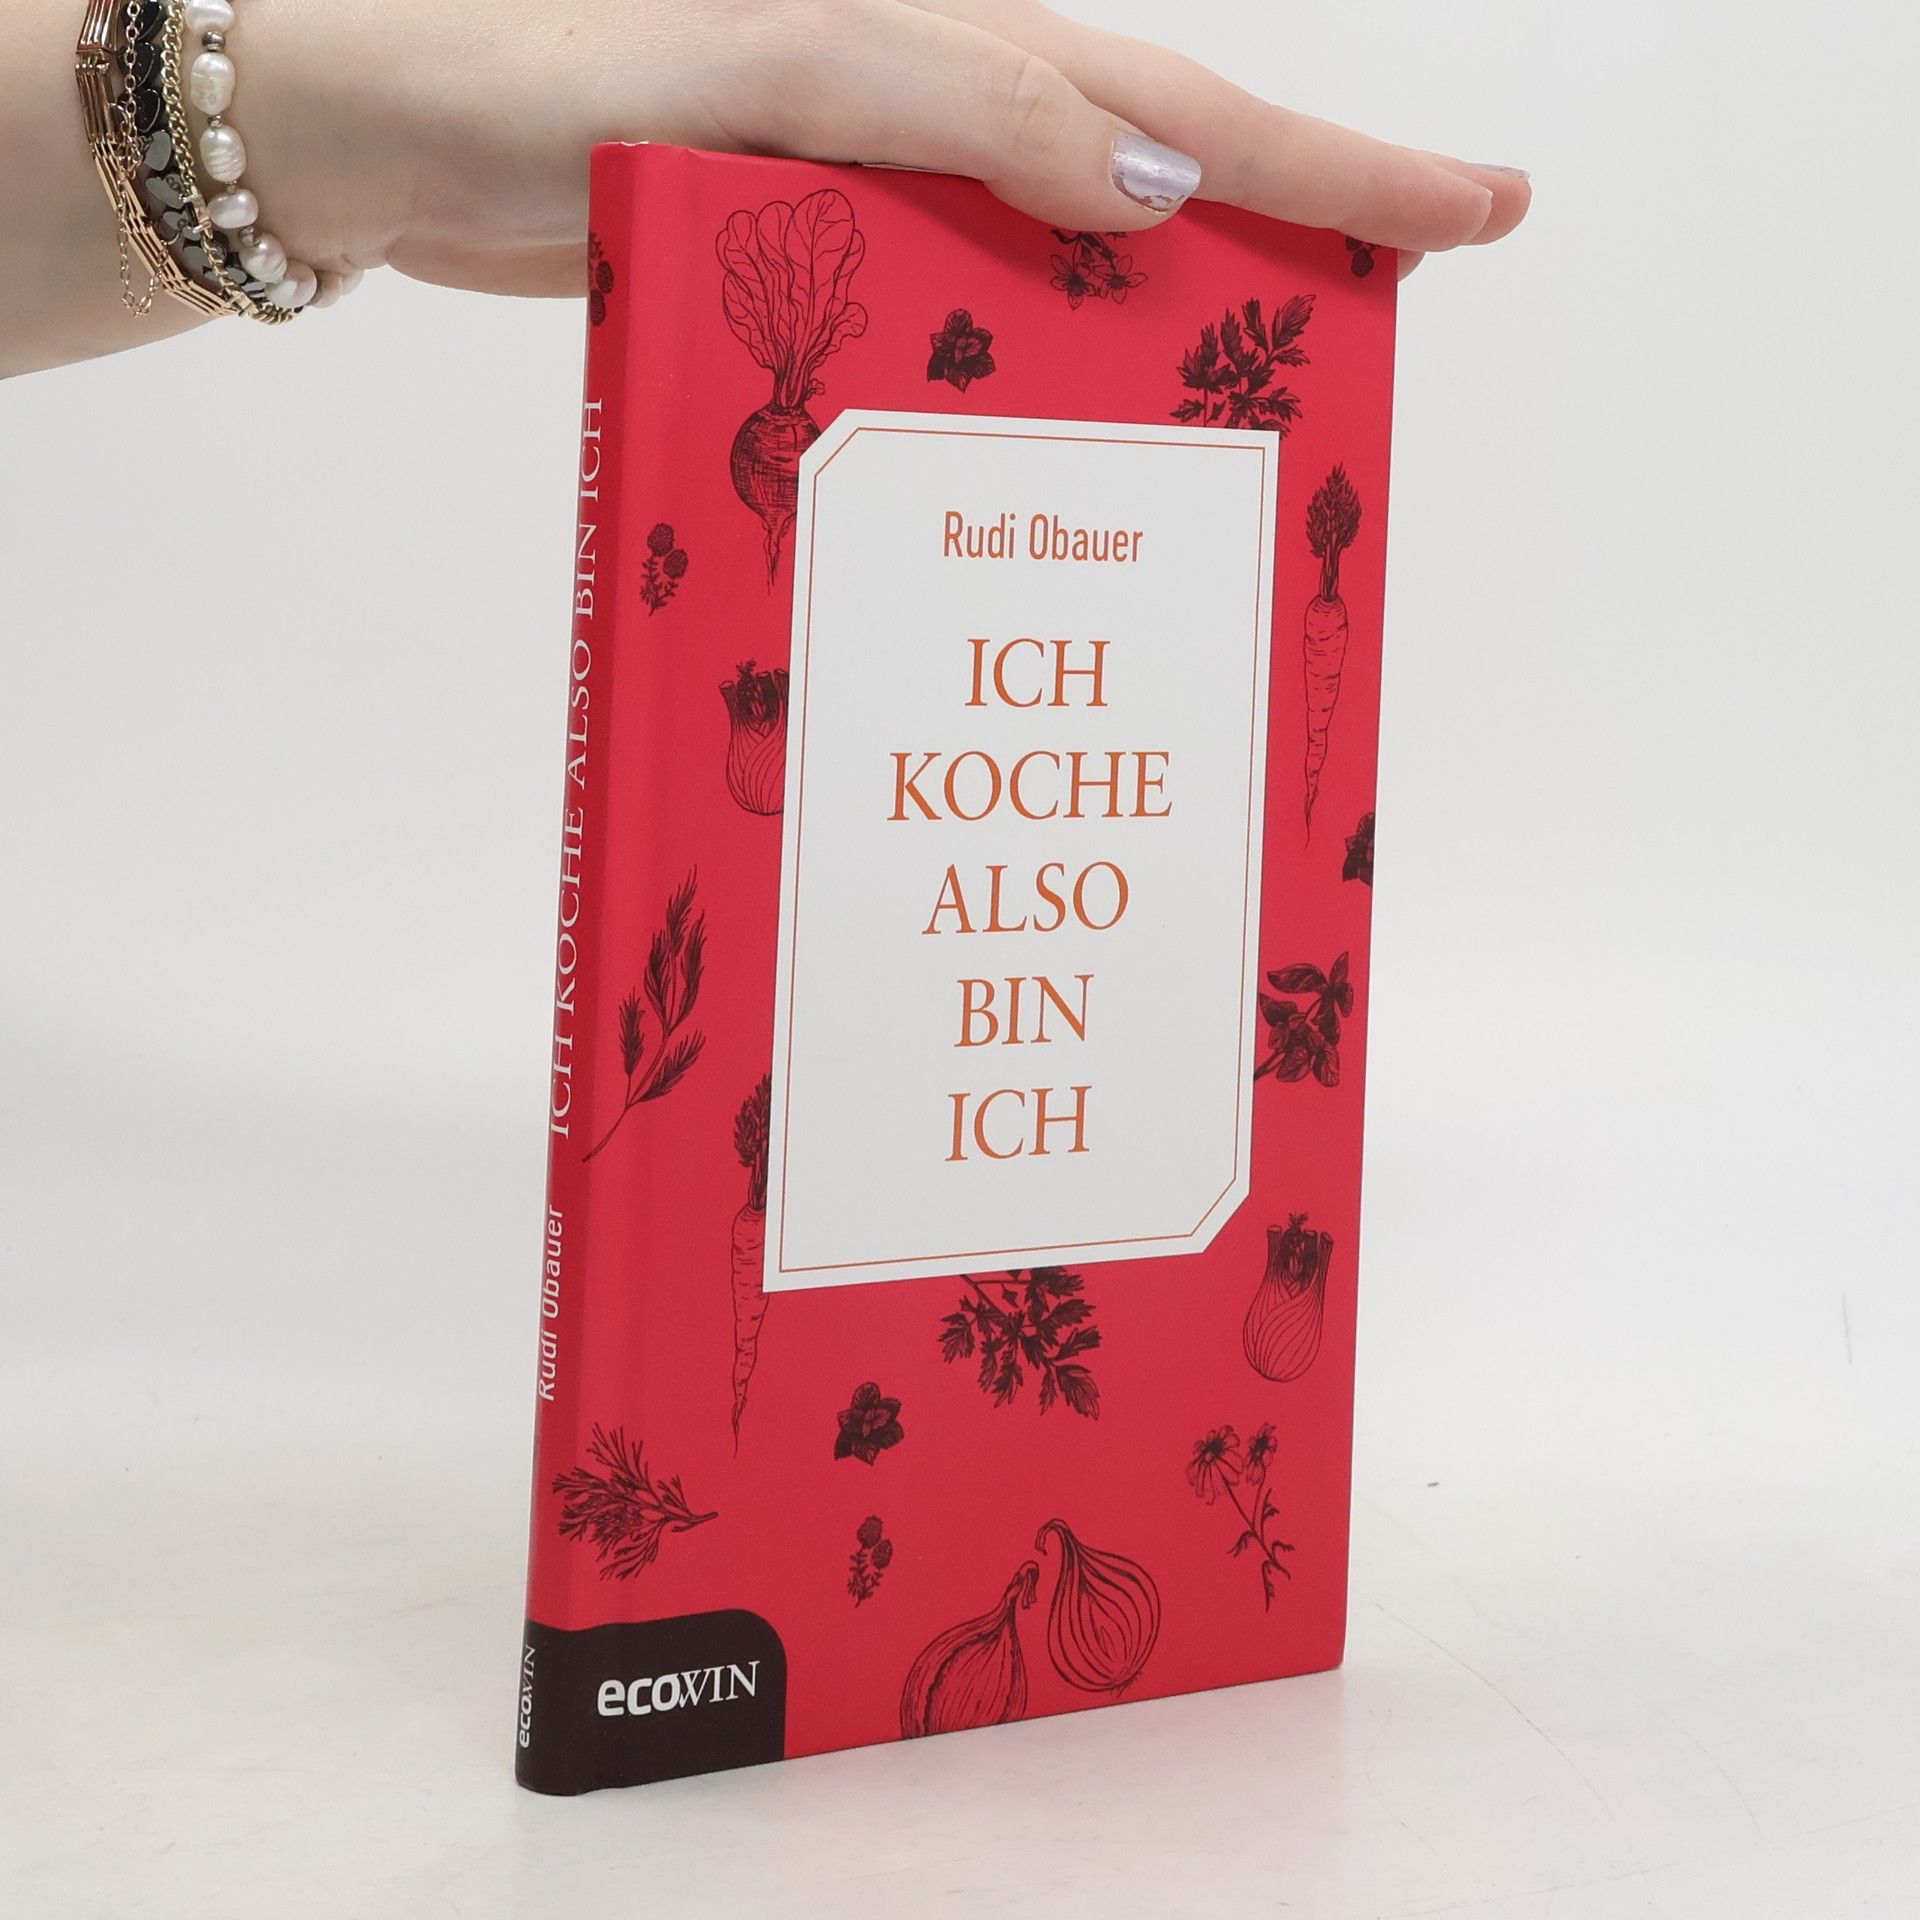 Rudi Obauer
ICH
KOCHE
ALSO
BIN
ICH
ecoWIN
Rudi Obauer ICH KOCHE ALSO BIN ICH
ecoWIN